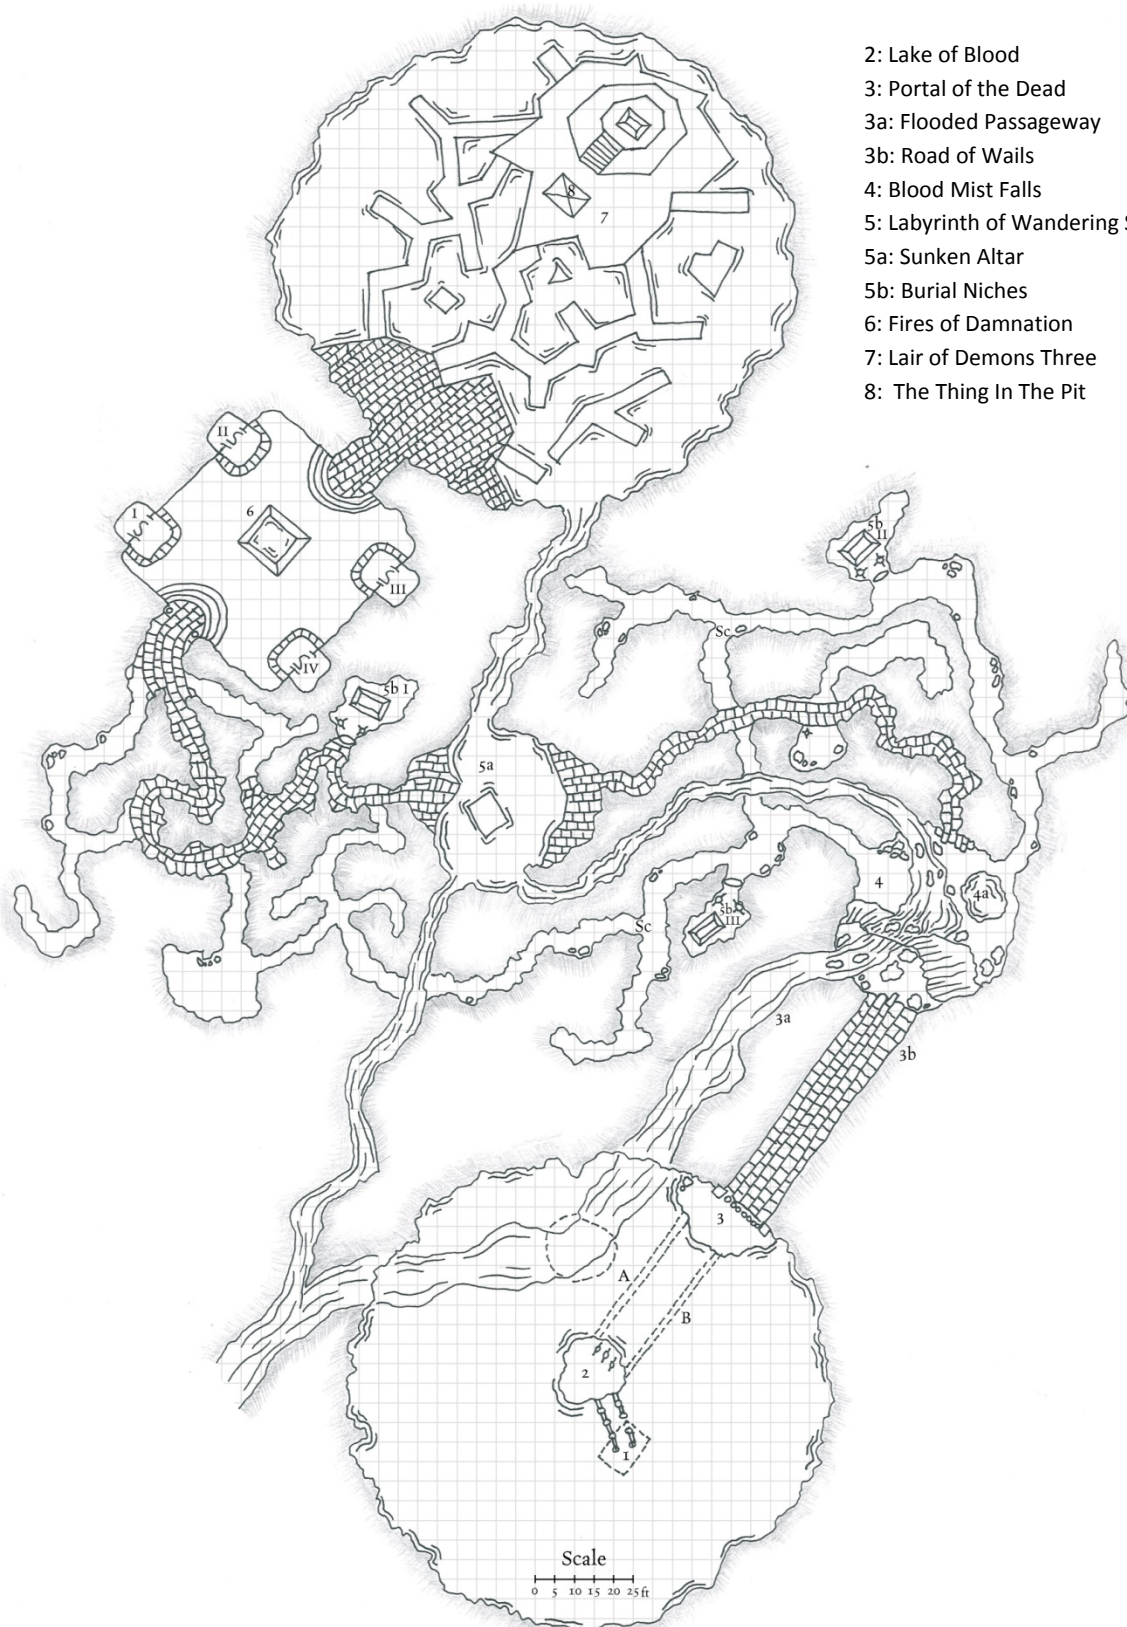 2: Lake of Blood
3: Portal of the Dead
3a: Flooded Passageway
3b: Road of Wails
4: Blood Mist Falls
5: Labyrinth of Wandering S
5a: Sunken Altar
5b: Burial Niches
6: Fires of Damnation
7: Lair of Demons Three
8: The Thing In The Pit
8
7
II
I
6
III
IV
5b II
Sc
5b I
5a
4
4a
5b III
Sc
3a
3b
3
A
B
2
1
Scale
0 5 10 15 20 25 ft